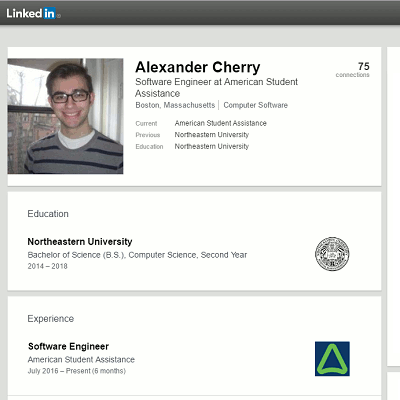 Linked in®
Alexander Cherry
75
connections
Software Engineer at American Student
Assistance
Boston, Massachusetts | Computer Software
Current American Student Assistance
Previous Northeastern University
Education Northeastern University
Education
Northeastern University
Bachelor of Science (B.S.), Computer Science, Second Year
2014 – 2018
Experience
Software Engineer
American Student Assistance
July 2016 – Present (6 months)